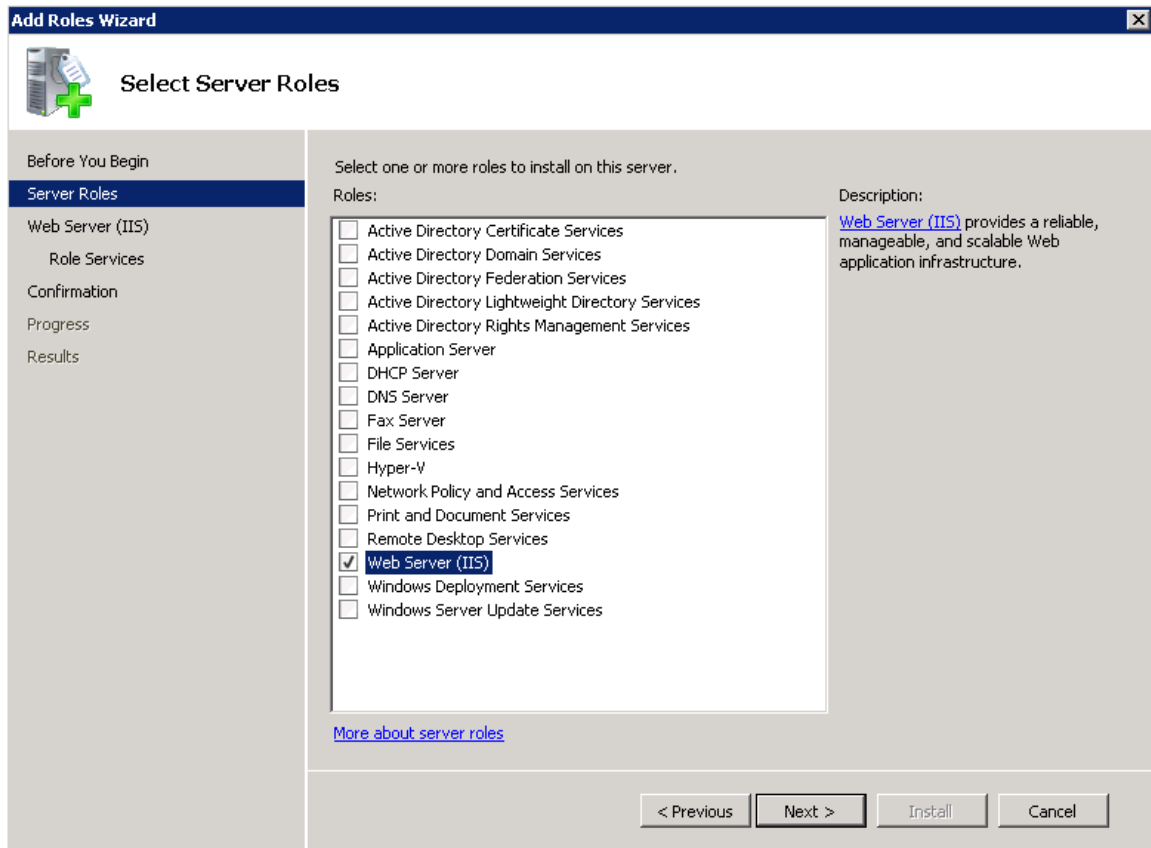 Add Roles Wizard
Select Server Roles
Before You Begin
Server Roles
Web Server (IIS)
Role Services
Confirmation
Progress
Results
Select one or more roles to install on this server.
Roles:
Active Directory Certificate Services
Active Directory Domain Services
Active Directory Federation Services
Active Directory Lightweight Directory Services
Active Directory Rights Management Services
Application Server
DHCP Server
DNS Server
Fax Server
File Services
Hyper-V
Network Policy and Access Services
Print and Document Services
Remote Desktop Services
Web Server (IIS)
Windows Deployment Services
Windows Server Update Services
More about server roles
Description:
Web Server (IIS) provides a reliable,
manageable, and scalable Web
application infrastructure.
< Previous
Next >
Install
Cancel